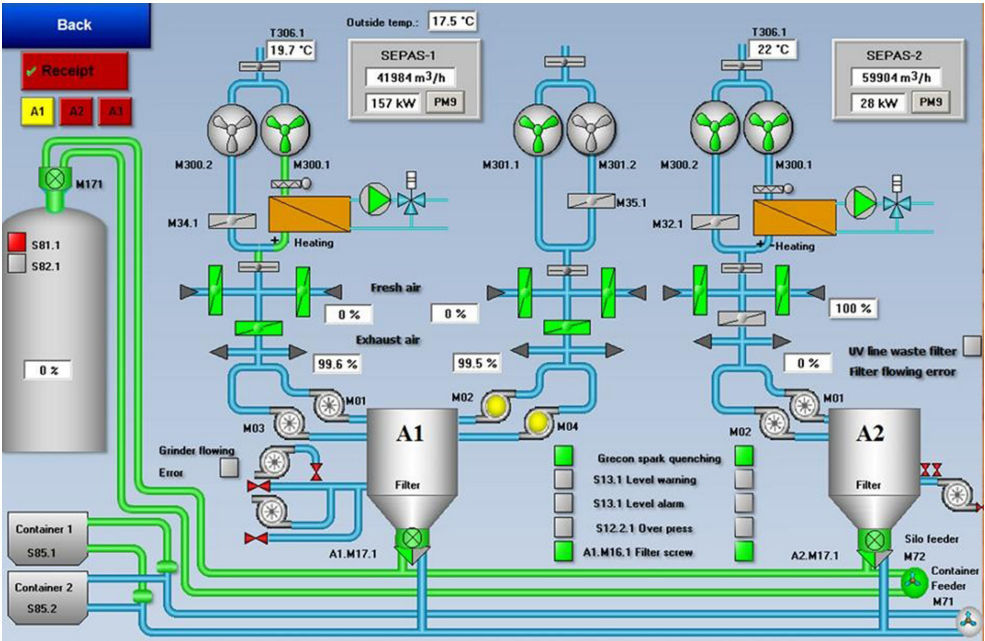 Back
Receipt
A1 A2 A3
Outside temp.: 17.5 °C
T306.1
19.7 °C
SEPAS-1
41984 m3/h
157 kW PM9
T306.1
22 °C
SEPAS-2
59904 m3/h
28 kW PM9
M171
M300.2 M300.1
M301.1 M301.2
M300.2 M300.1
S81.1
S82.1
0 %
M34.1
+ - Heating
M35.1
M32.1
+ - Heating
Fresh air
0 %
0 %
100 %
Exhaust air
99.6 %
99.5 %
0 %
UV line waste filter
Filter flowing error
M01
M03
M02
M04
M01
M02
A1
Filter
A2
Filter
Grinder flowing
Error
Grecon spark quenching
S13.1 Level warning
S13.1 Level alarm
S12.2.1 Over press
A1.M16.1 Filter screw
A1.M17.1
A2.M17.1
Silo feeder
M72
Container
Feeder
M71
Container 1
S85.1
Container 2
S85.2